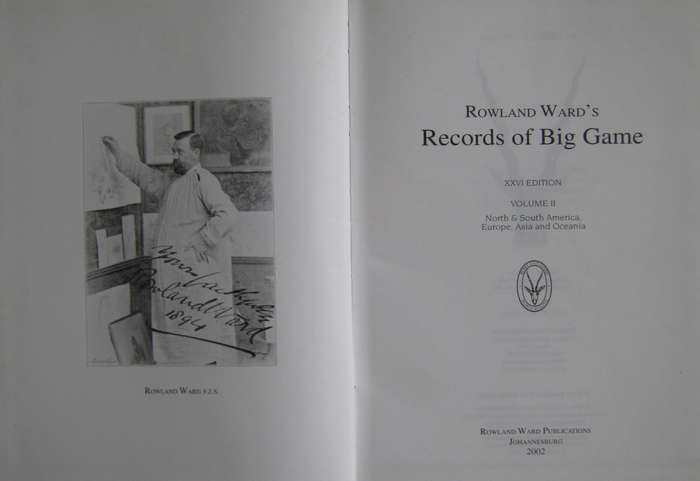 Yours faithfully
Rowland Ward
1894
ROWLAND WARD F.Z.S.
ROWLAND WARD'S
Records of Big Game
XXVI EDITION
VOLUME II
North & South America,
Europe, Asia and Oceania
ROWLAND WARD PUBLICATIONS
JOHANNESBURG
2002